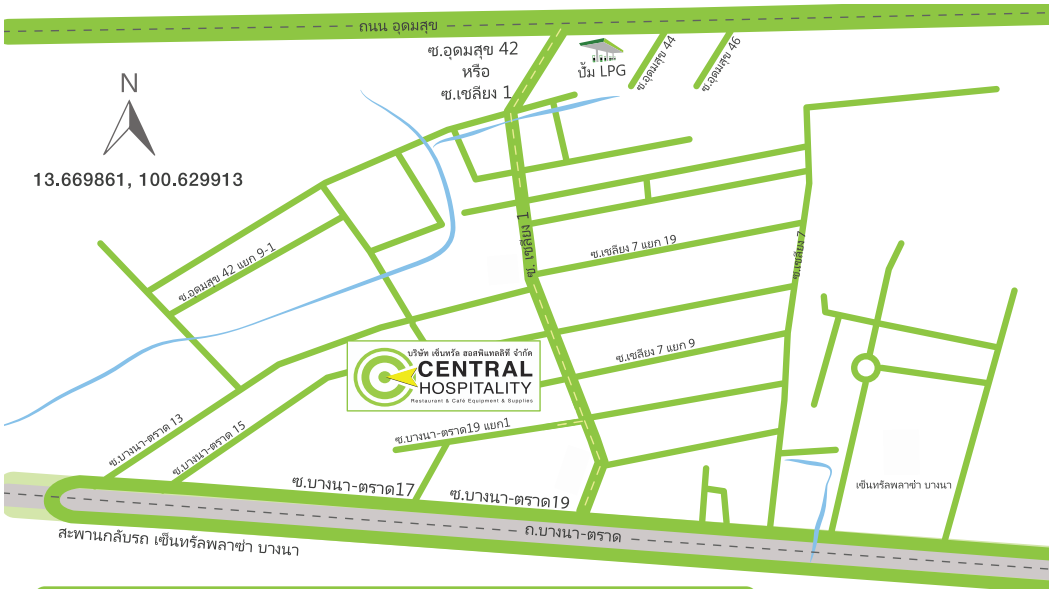 ถนน อุดมสุข
ซ.อุดมสุข 42
หรือ
ซ.เชลียง 1
ปั้ม LPG
ซ.อุดมสุข 44
ซ.อุดมสุข 46
N
13.669861, 100.629913
ซ.อุดมสุข 42 แยก 9-1
ซ. เชลียง 1
ซ.เชลียง 7 แยก 19
ซ.เชลียง 7
ซ.เชลียง 7 แยก 9
บริษัท เซ็นทรัล ฮอสพิแทลลิที จำกัด
CENTRAL
HOSPITALITY
Restaurant & Café Equipment & Supplies
ซ.บางนา-ตราด 13
ซ.บางนา-ตราด 15
ซ.บางนา-ตราด19 แยก1
ซ.บางนา-ตราด17
ซ.บางนา-ตราด19
เซ็นทรัลพลาซ่า บางนา
ถ.บางนา-ตราด
สะพานกลับรถ เซ็นทรัลพลาซ่า บางนา